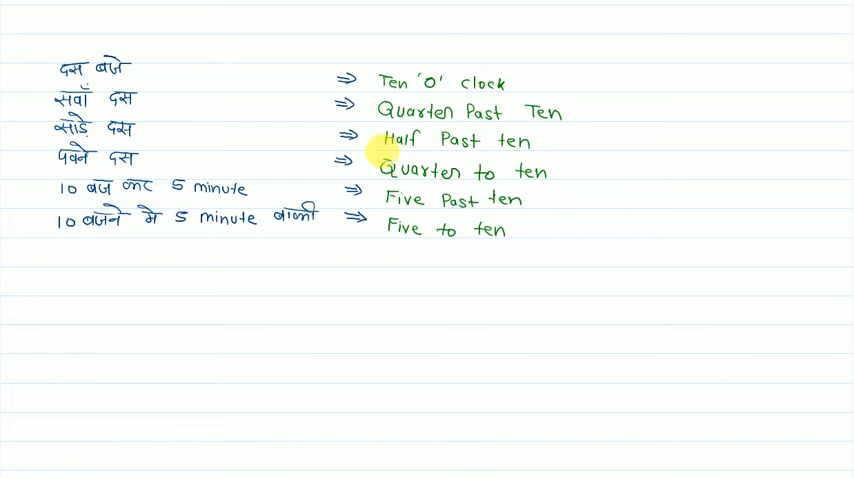 दस बजे ⇒ Ten 'O' clock
सवाँ दस ⇒ Quarter Past Ten
साड़े दस ⇒ Half Past ten
पवने दस ⇒ Quarter to ten
10 बज कर 5 minute ⇒ Five Past ten
10 बजने मे 5 minute बाकी ⇒ Five to ten